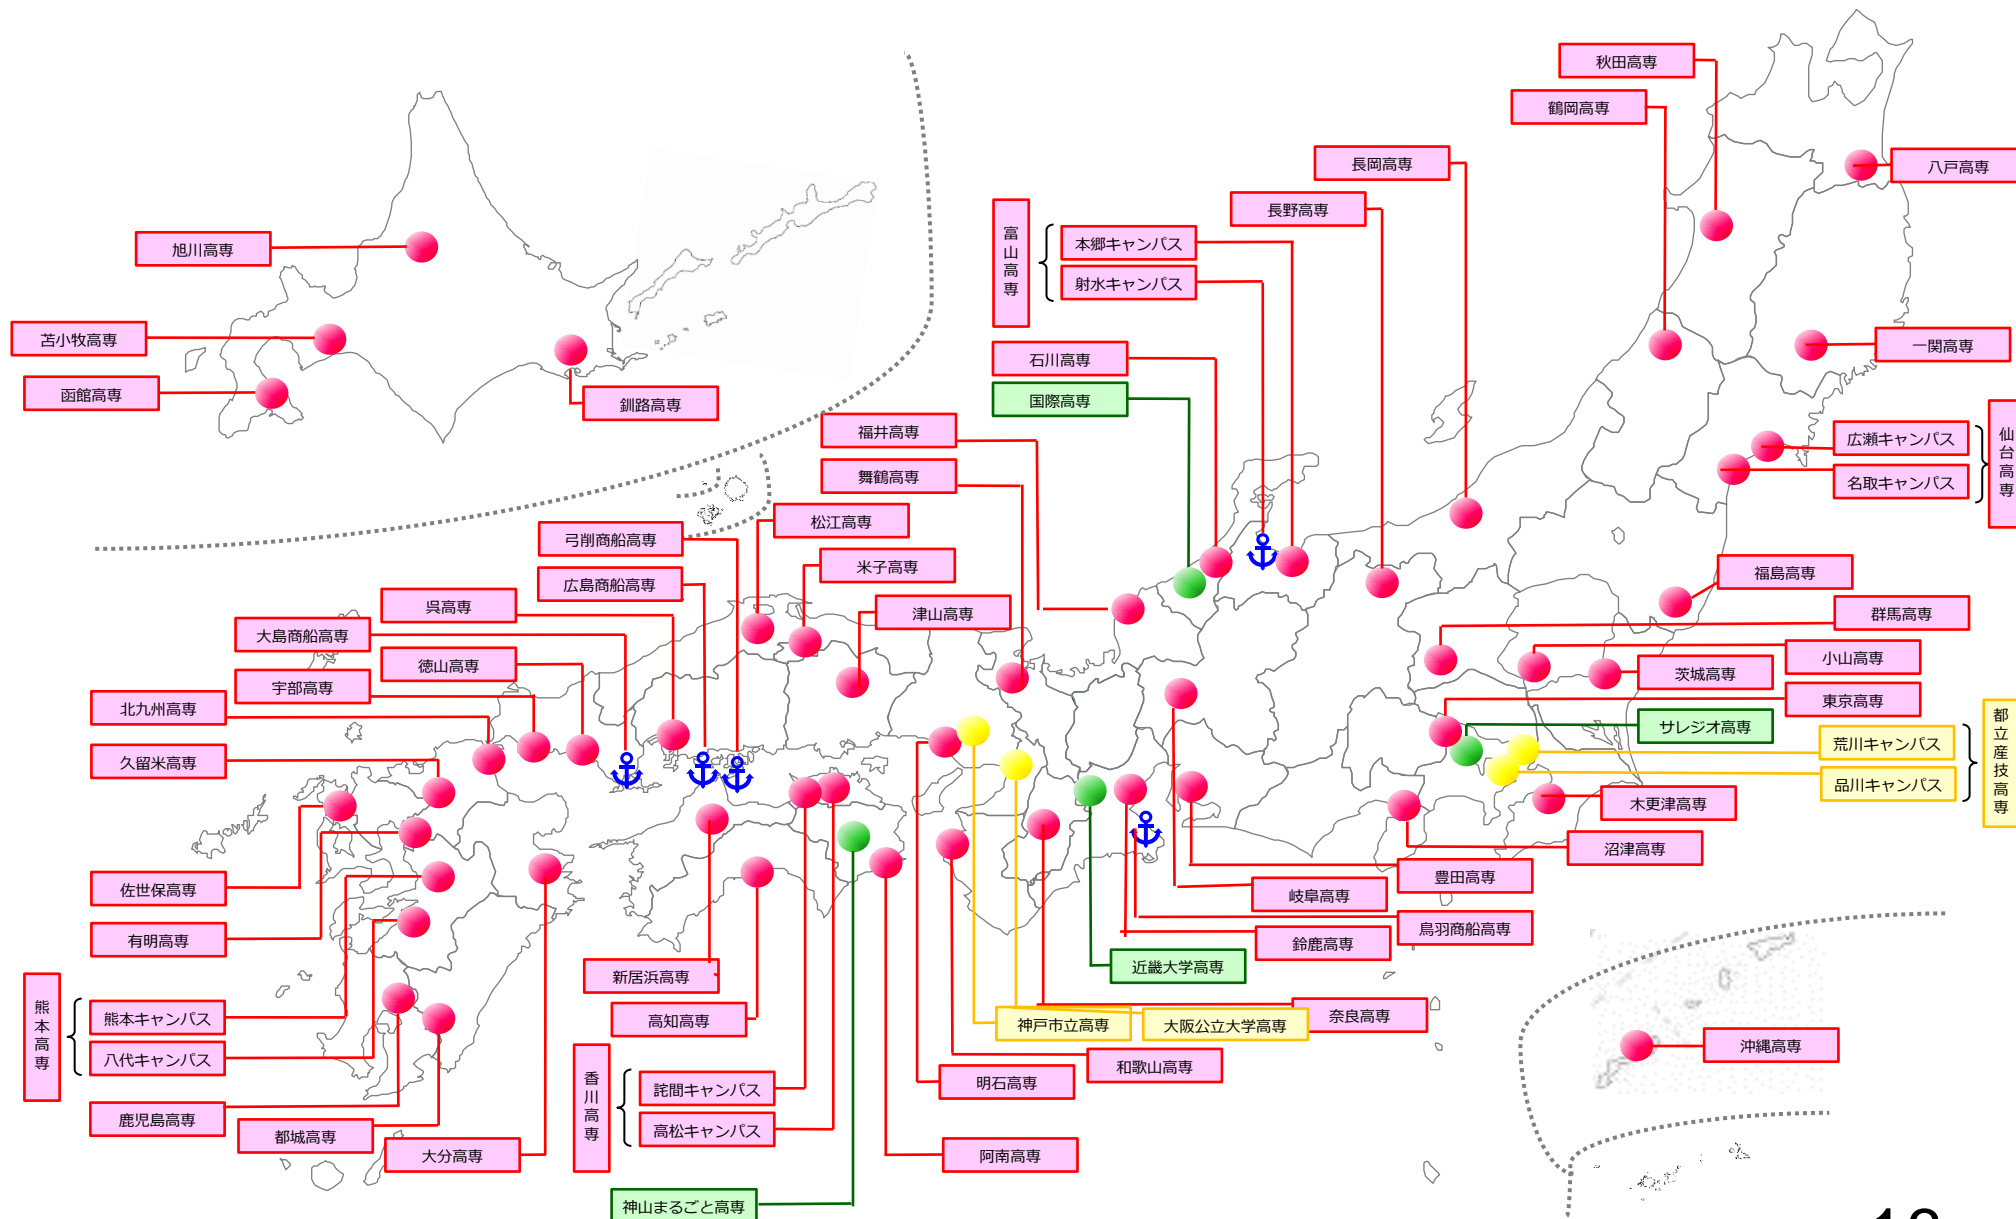 秋田高専
鶴岡高専
長岡高専
八戸高専
長野高専
富山高専
本郷キャンパス
射水キャンパス
旭川高専
苫小牧高専
函館高専
釧路高専
石川高専
国際高専
一関高専
福井高専
舞鶴高専
広瀬キャンパス
名取キャンパス
仙台高専
松江高専
弓削商船高専
米子高専
広島商船高専
福島高専
呉高専
津山高専
群馬高専
大島商船高専
徳山高専
小山高専
宇部高専
茨城高専
北九州高専
東京高専
サレジオ高専
久留米高専
荒川キャンパス
品川キャンパス
都立産技高専
木更津高専
沼津高専
佐世保高専
豊田高専
岐阜高専
有明高専
鳥羽商船高専
鈴鹿高専
近畿大学高専
新居浜高専
熊本高専
熊本キャンパス
八代キャンパス
高知高専
神戸市立高専
大阪公立大学高専
奈良高専
沖縄高専
和歌山高専
明石高専
香川高専
詫間キャンパス
高松キャンパス
鹿児島高専
都城高専
大分高専
阿南高専
神山まるごと高専